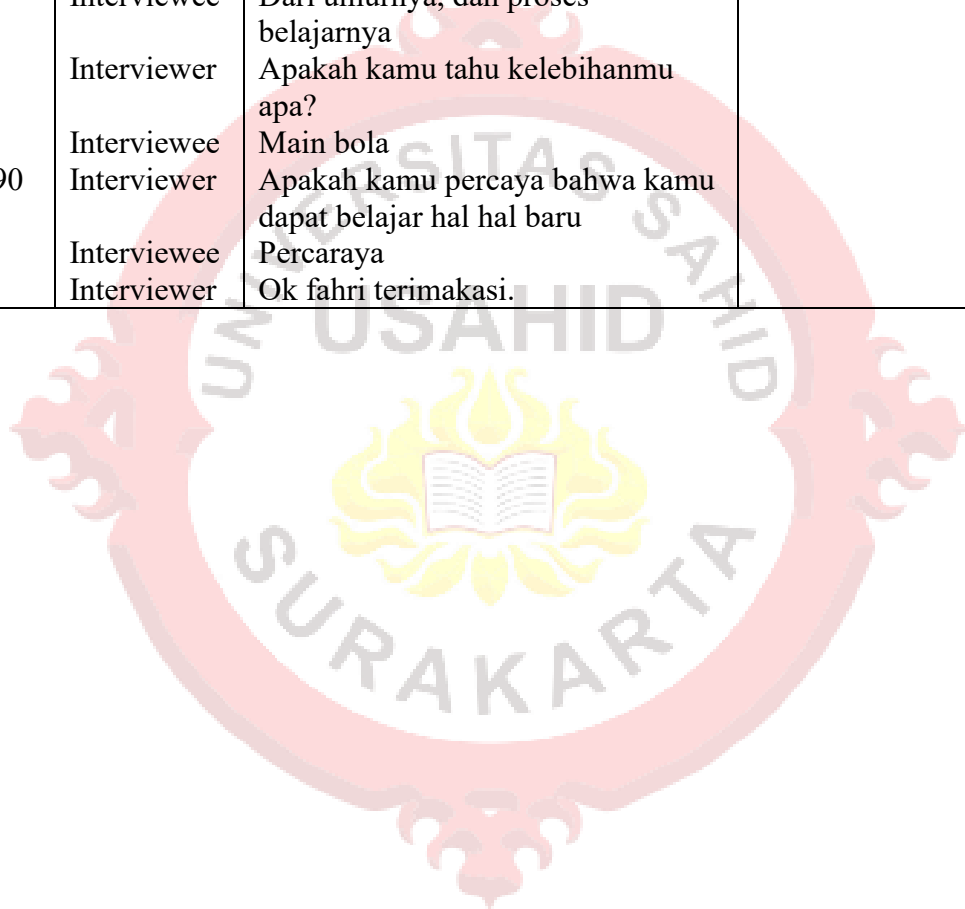 Interviewee Dari umurnya, dan proses
belajarnya
Interviewer Apakah kamu tahu kelebihanmu
apa?
Interviewee Main bola
90 Interviewer Apakah kamu percaya bahwa kamu
dapat belajar hal hal baru
Interviewee Percaraya
Interviewer Ok fahri terimakasi.
UNIVERSITAS SAHID
USAHID
SURAKARTA